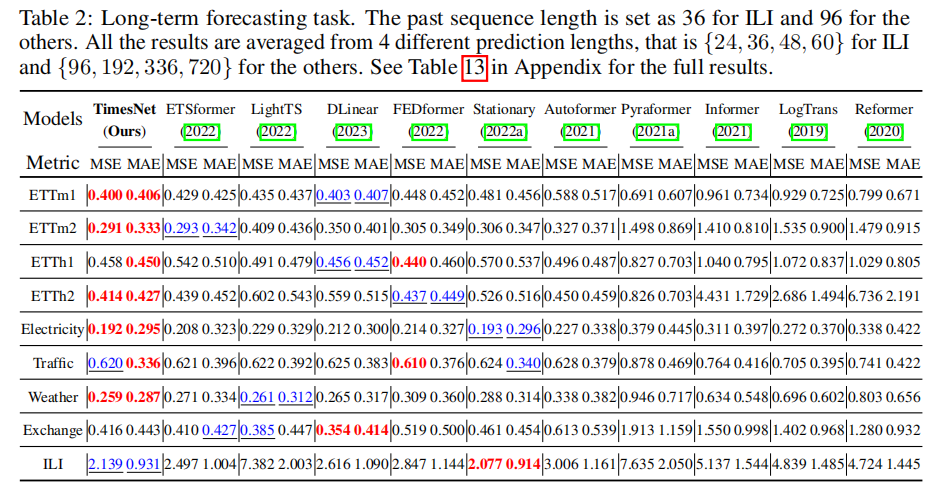 Table 2: Long-term forecasting task. The past sequence length is set as 36 for ILI and 96 for the
others. All the results are averaged from 4 different prediction lengths, that is {24, 36, 48, 60} for ILI
and {96, 192, 336, 720} for the others. See Table 13 in Appendix for the full results.
Models TimesNet ETSformer LightTS DLinear FEDformer Stationary Autoformer Pyraformer Informer LogTrans Reformer
(Ours) (2022) (2022) (2023) (2022) (2022a) (2021) (2021a) (2021) (2019) (2020)
Metric MSE MAE MSE MAE MSE MAE MSE MAE MSE MAE MSE MAE MSE MAE MSE MAE MSE MAE MSE MAE MSE MAE
ETTm1 0.400 0.406 0.429 0.425 0.435 0.437 0.403 0.407 0.448 0.452 0.481 0.456 0.588 0.517 0.691 0.607 0.961 0.734 0.929 0.725 0.799 0.671
ETTm2 0.291 0.333 0.293 0.342 0.409 0.436 0.350 0.401 0.305 0.349 0.306 0.347 0.327 0.371 1.498 0.869 1.410 0.810 1.535 0.900 1.479 0.915
ETTh1 0.458 0.450 0.542 0.510 0.491 0.479 0.456 0.452 0.440 0.460 0.570 0.537 0.496 0.487 0.827 0.703 1.040 0.795 1.072 0.837 1.029 0.805
ETTh2 0.414 0.427 0.439 0.452 0.602 0.543 0.559 0.515 0.437 0.449 0.526 0.516 0.450 0.459 0.826 0.703 4.431 1.729 2.686 1.494 6.736 2.191
Electricity 0.192 0.295 0.208 0.323 0.229 0.329 0.212 0.300 0.214 0.327 0.193 0.296 0.227 0.338 0.379 0.445 0.311 0.397 0.272 0.370 0.338 0.422
Traffic 0.620 0.336 0.621 0.396 0.622 0.392 0.625 0.383 0.610 0.376 0.624 0.340 0.628 0.379 0.878 0.469 0.764 0.416 0.705 0.395 0.741 0.422
Weather 0.259 0.287 0.271 0.334 0.261 0.312 0.265 0.317 0.309 0.360 0.288 0.314 0.338 0.382 0.946 0.717 0.634 0.548 0.696 0.602 0.803 0.656
Exchange 0.416 0.443 0.410 0.427 0.385 0.447 0.354 0.414 0.519 0.500 0.461 0.454 0.613 0.539 1.913 1.159 1.550 0.998 1.402 0.968 1.280 0.932
ILI 2.139 0.931 2.497 1.004 7.382 2.003 2.616 1.090 2.847 1.144 2.077 0.914 3.006 1.161 7.635 2.050 5.137 1.544 4.839 1.485 4.724 1.445